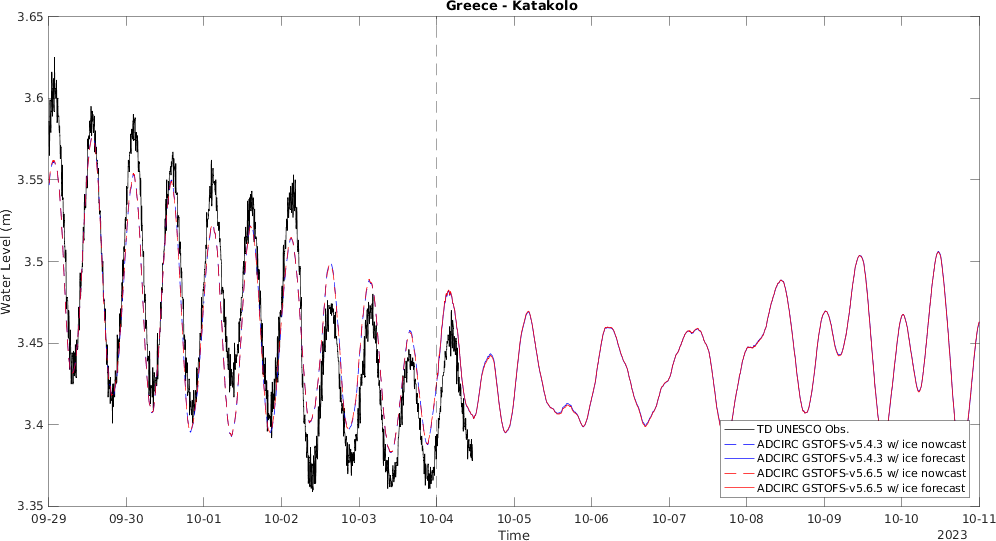 Greece - Katakolo
3.65
3.6
3.55
3.5
3.45
3.4
3.35
Water Level (m)
09-29 09-30 10-01 10-02 10-03 10-04 10-05 10-06 10-07 10-08 10-09 10-10 10-11
Time
2023
TD UNESCO Obs.
ADCIRC GSTOFS-v5.4.3 w/ ice nowcast
ADCIRC GSTOFS-v5.4.3 w/ ice forecast
ADCIRC GSTOFS-v5.6.5 w/ ice nowcast
ADCIRC GSTOFS-v5.6.5 w/ ice forecast